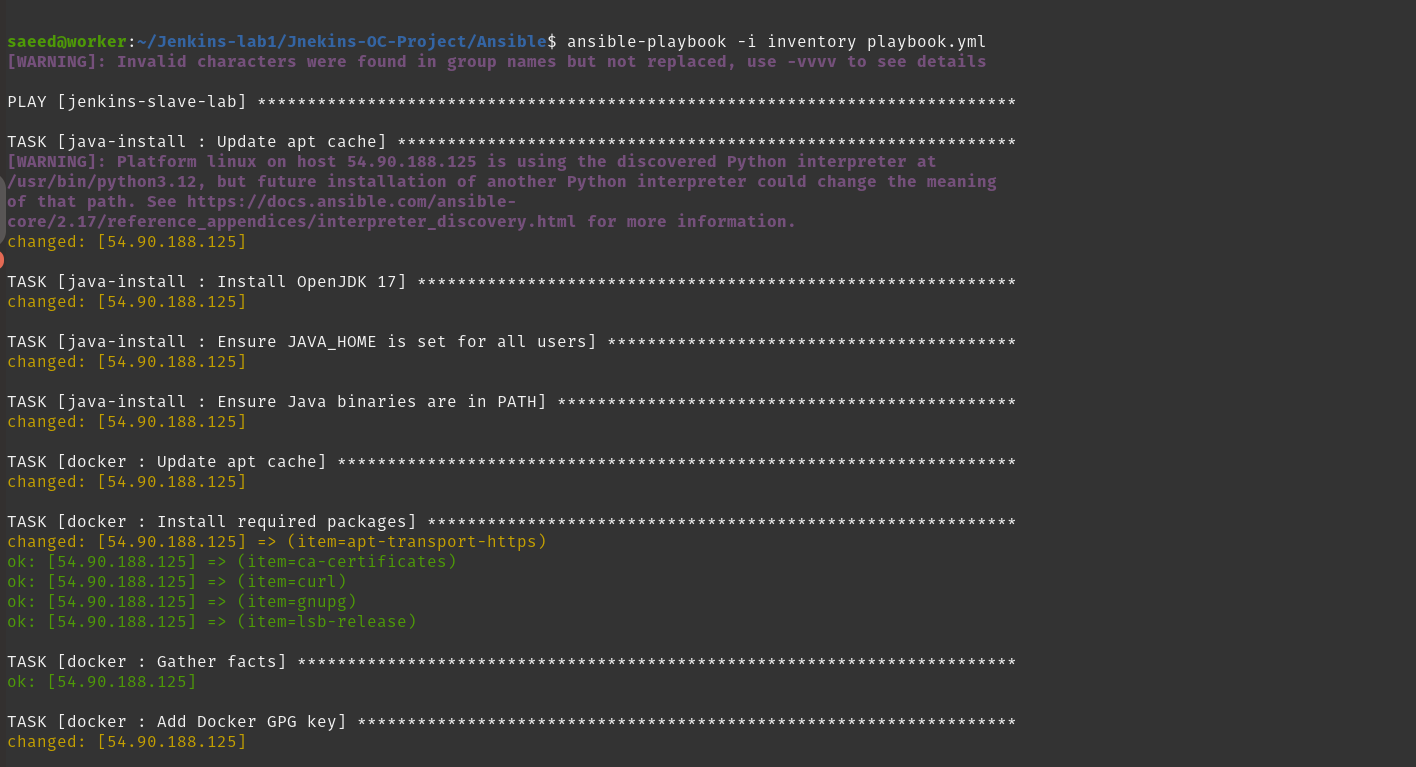 saeed@worker:~/Jenkins-lab1/Jnekins-OC-Project/Ansible$ ansible-playbook -i inventory playbook.yml
[WARNING]: Invalid characters were found in group names but not replaced, use -vvvv to see details
PLAY [jenkins-slave-lab] ****************************************************************************
TASK [java-install : Update apt cache] **************************************************************
[WARNING]: Platform linux on host 54.90.188.125 is using the discovered Python interpreter at
/usr/bin/python3.12, but future installation of another Python interpreter could change the meaning
of that path. See https://docs.ansible.com/ansible-
core/2.17/reference_appendices/interpreter_discovery.html for more information.
changed: [54.90.188.125]
TASK [java-install : Install OpenJDK 17] ************************************************************
changed: [54.90.188.125]
TASK [java-install : Ensure JAVA_HOME is set for all users] *****************************************
changed: [54.90.188.125]
TASK [java-install : Ensure Java binaries are in PATH] **********************************************
changed: [54.90.188.125]
TASK [docker : Update apt cache] ********************************************************************
changed: [54.90.188.125]
TASK [docker : Install required packages] ***********************************************************
changed: [54.90.188.125] => (item=apt-transport-https)
ok: [54.90.188.125] => (item=ca-certificates)
ok: [54.90.188.125] => (item=curl)
ok: [54.90.188.125] => (item=gnupg)
ok: [54.90.188.125] => (item=lsb-release)
TASK [docker : Gather facts] ************************************************************************
ok: [54.90.188.125]
TASK [docker : Add Docker GPG key] ******************************************************************
changed: [54.90.188.125]